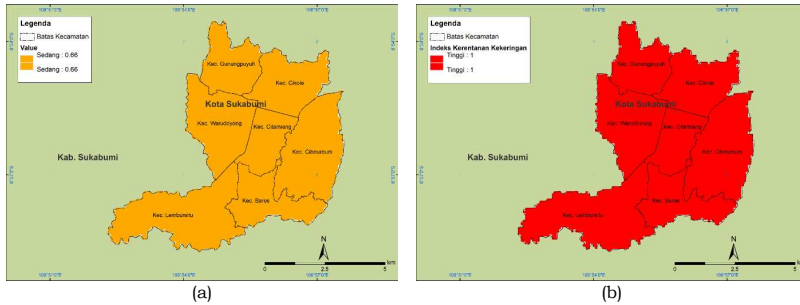 Legenda
Batas Kecamatan
Value
Sedang : 0.66
Sedang : 0.66
Kec. Gunungpuyuh
Kec. Cikole
Kota Sukabumi
Kec. Warudoyong
Kec. Citamiang
Kec. Cibeureum
Kab. Sukabumi
Kec. Baros
Kec. Lembursitu
N
0 2.5 5
km
(a)
Legenda
Batas Kecamatan
Indeks Kerentanan Kekeringan
Tinggi : 1
Tinggi : 1
Kec. Gunungpuyuh
Kec. Cikole
Kota Sukabumi
Kec. Warudoyong
Kec. Citamiang
Kec. Cibeureum
Kab. Sukabumi
Kec. Baros
Kec. Lembursitu
N
0 2.5 5
km
(b)